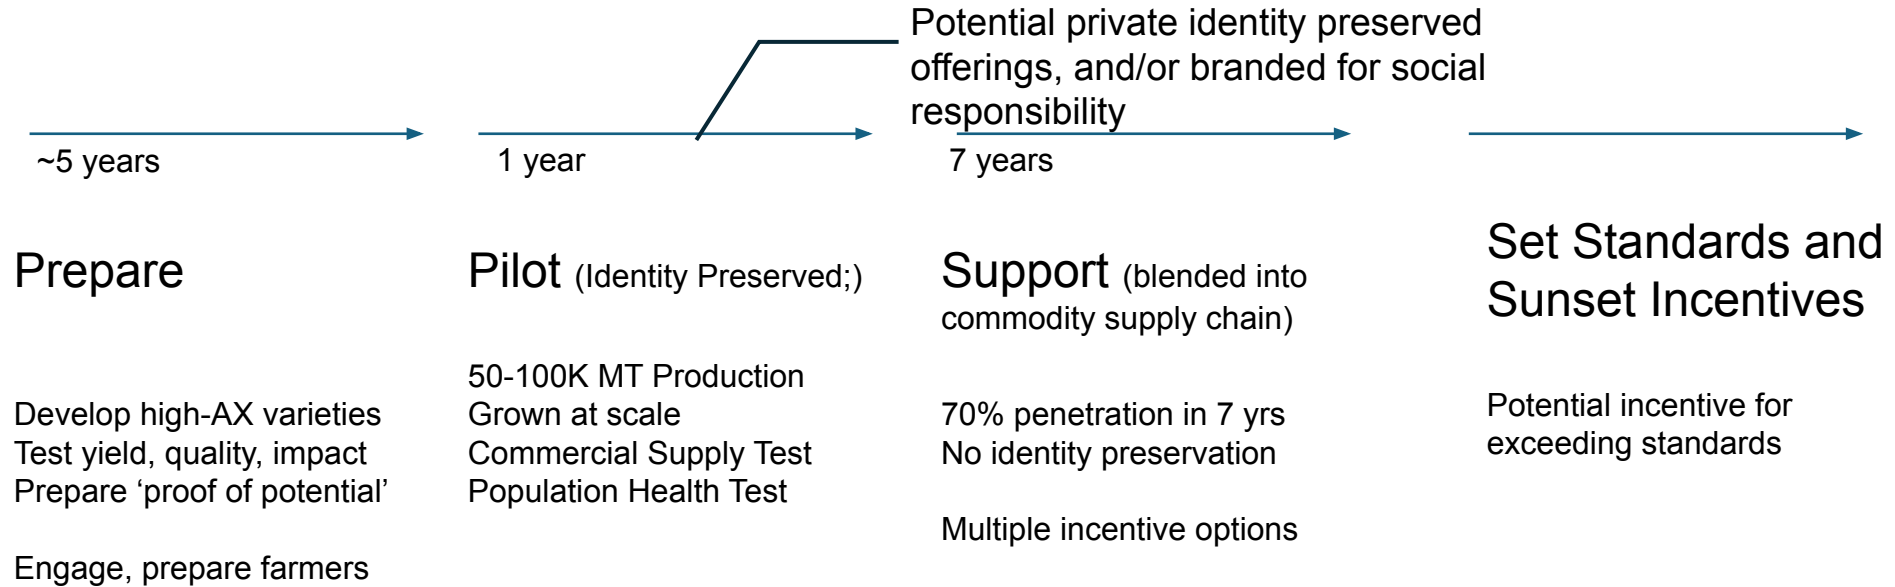 Potential private identity preserved
offerings, and/or branded for social
responsibility
~5 years
1 year
7 years
Prepare
Develop high-AX varieties
Test yield, quality, impact
Prepare ‘proof of potential’
Engage, prepare farmers
Pilot (Identity Preserved;)
50-100K MT Production
Grown at scale
Commercial Supply Test
Population Health Test
Support (blended into
commodity supply chain)
70% penetration in 7 yrs
No identity preservation
Multiple incentive options
Set Standards and
Sunset Incentives
Potential incentive for
exceeding standards